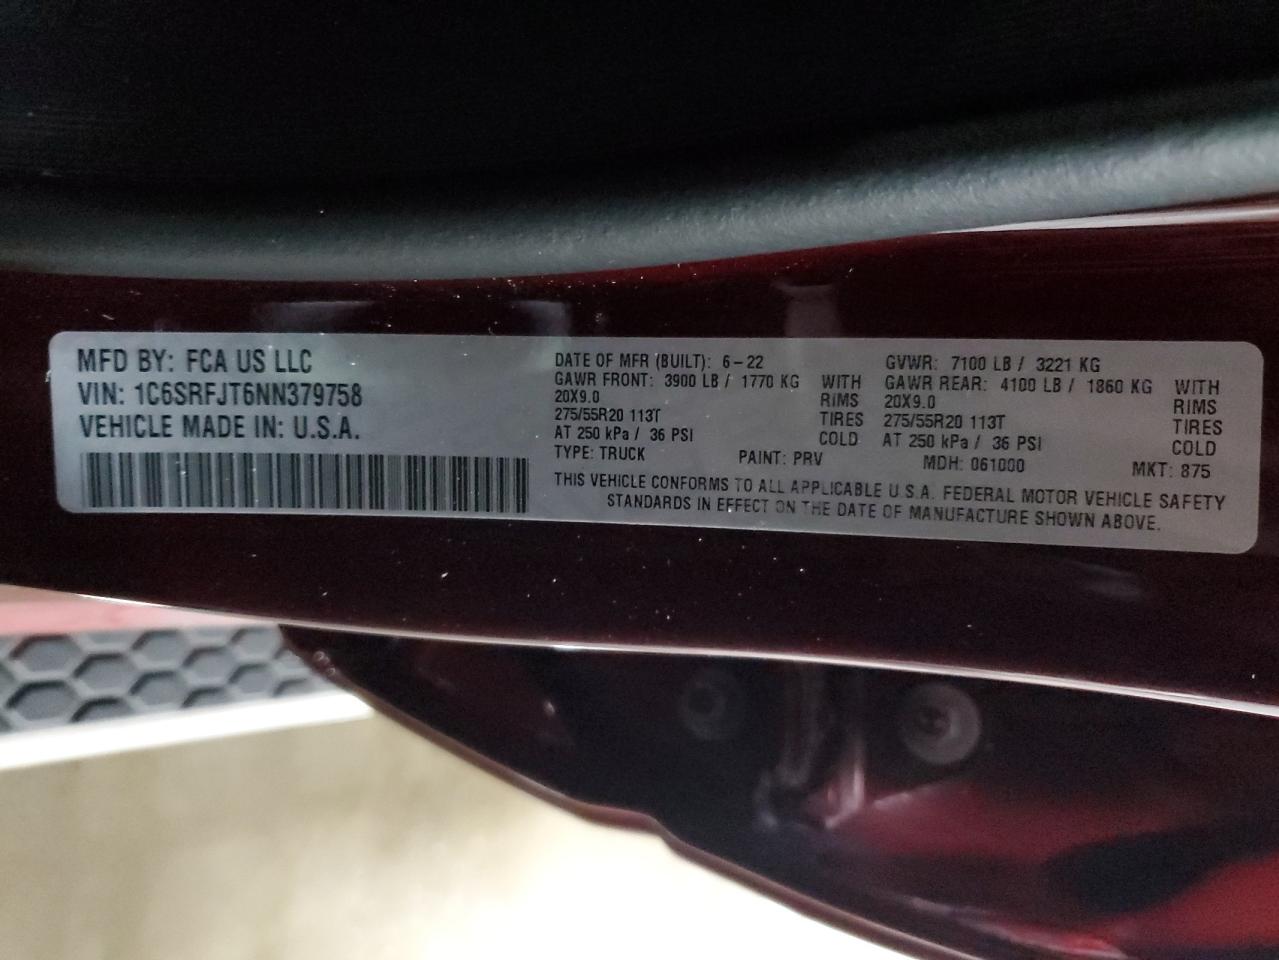 MFD BY: FCA US LLC
VIN: 1C6SRFJT6NN379758
VEHICLE MADE IN: U.S.A.
DATE OF MFR (BUILT): 6-22
GAWR FRONT: 3900 LB / 1770 KG WITH
20X9.0 RIMS
275/55R20 113T TIRES
AT 250 kPa / 36 PSI COLD
GVWR: 7100 LB / 3221 KG
GAWR REAR: 4100 LB / 1860 KG WITH
20X9.0 RIMS
275/55R20 113T TIRES
AT 250 kPa / 36 PSI COLD
TYPE: TRUCK PAINT: PRV MDH: 061000 MKT: 875
THIS VEHICLE CONFORMS TO ALL APPLICABLE U.S.A. FEDERAL MOTOR VEHICLE SAFETY
STANDARDS IN EFFECT ON THE DATE OF MANUFACTURE SHOWN ABOVE.